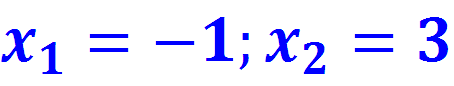 x₁ = −1; x₂ = 3